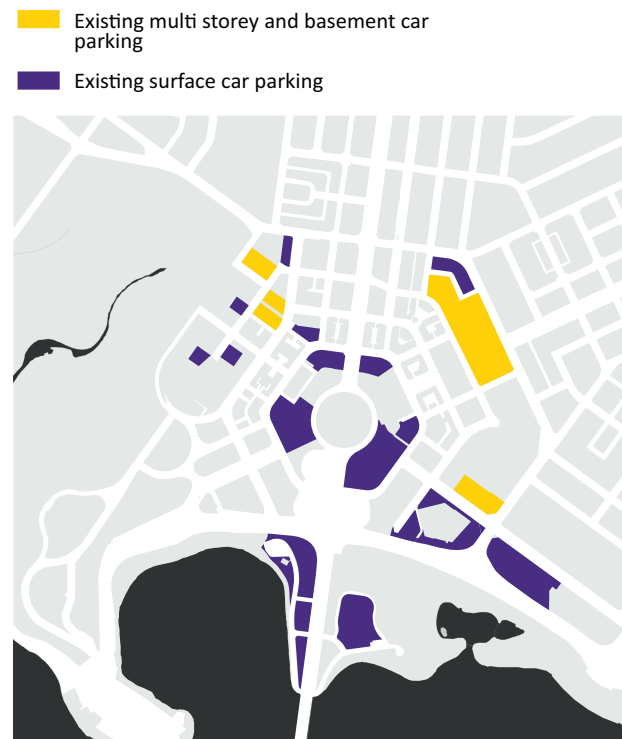 Existing multi storey and basement car
parking
Existing surface car parking